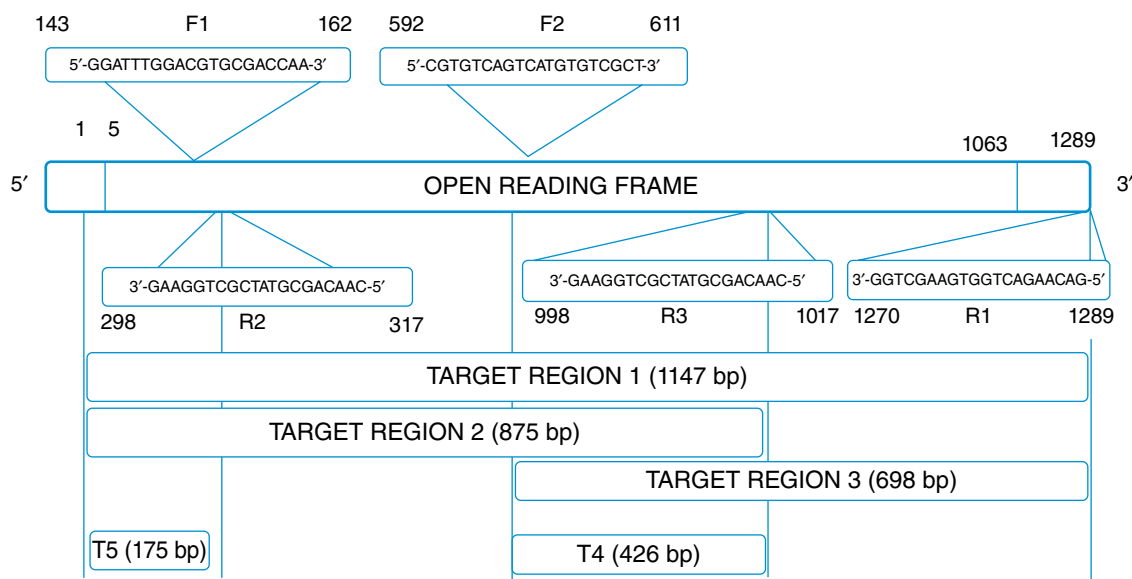 143 F1 162 592 F2 611
5′-GGATTTGGACGTGCGACCAA-3′ 5′-CGTGTCAGTCATGTGTCGCT-3′
1 5 1063 1289
5′ OPEN READING FRAME 3′
3′-GAAGGTCGCTATGCGACAAC-5′ 3′-GAAGGTCGCTATGCGACAAC-5′ 3′-GGTCGAAGTGGTCAGAACAG-5′
298 R2 317 998 R3 1017 1270 R1 1289
TARGET REGION 1 (1147 bp)
TARGET REGION 2 (875 bp)
TARGET REGION 3 (698 bp)
T5 (175 bp) T4 (426 bp)